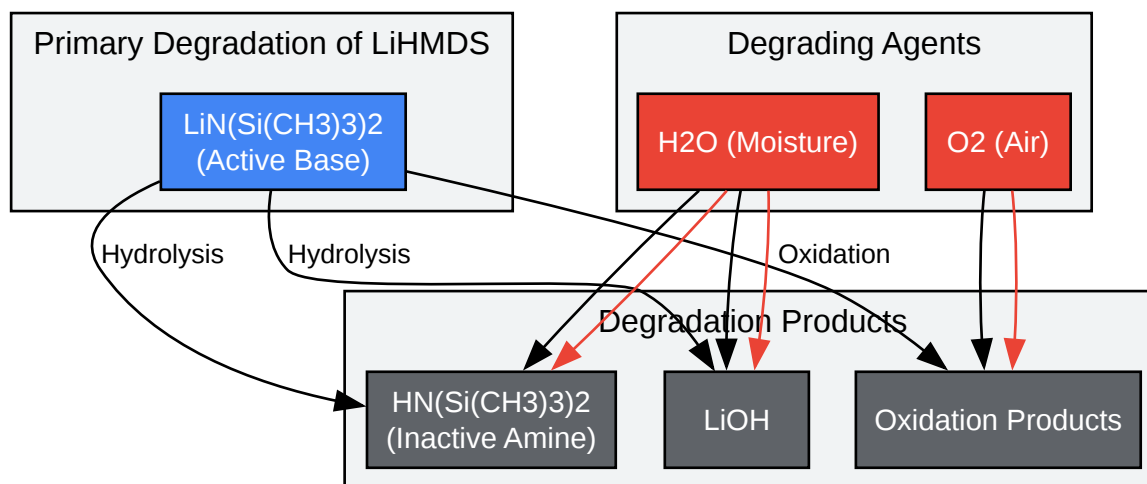 Primary Degradation of LiHMDS
Degrading Agents
LiN(Si(CH3)3)2
(Active Base)
H2O (Moisture)
O2 (Air)
Hydrolysis
Hydrolysis
Oxidation
Degradation Products
HN(Si(CH3)3)2
(Inactive Amine)
LiOH
Oxidation Products